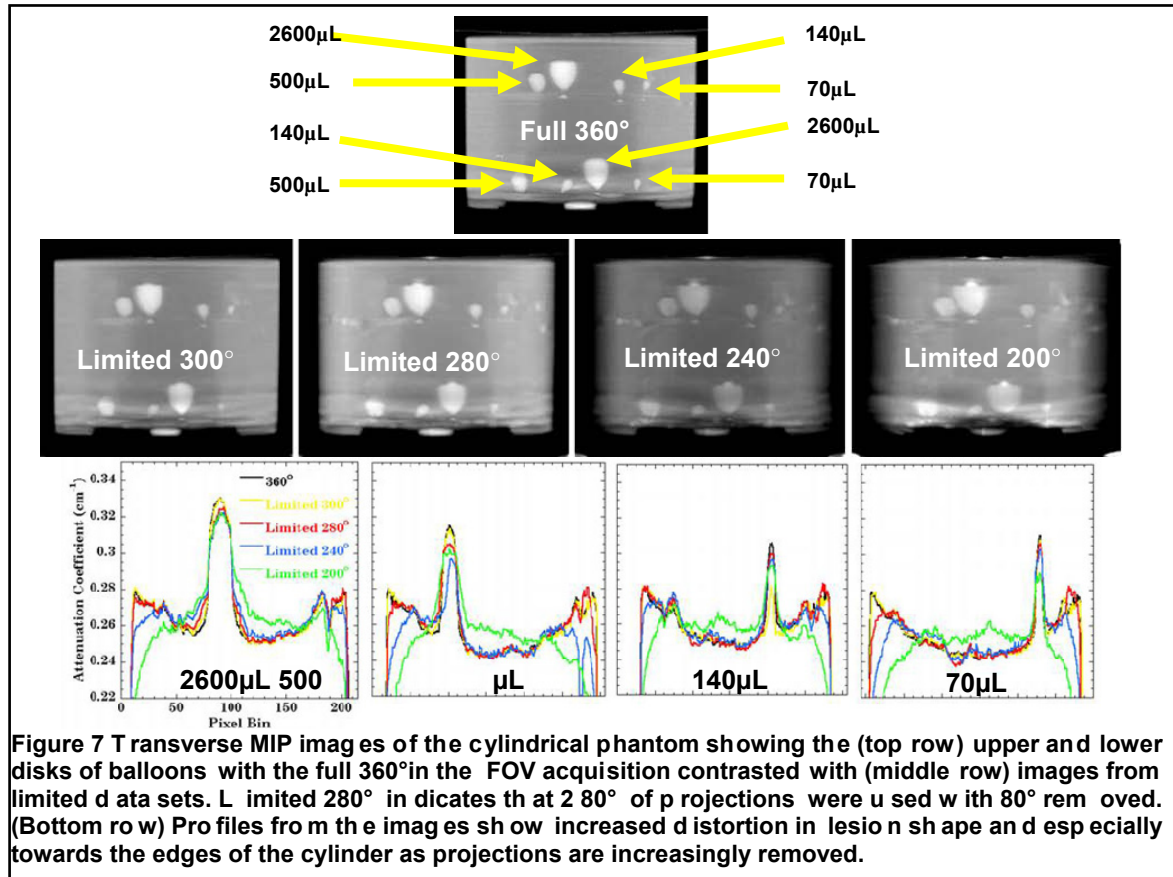 2600µL
140µL
500µL
70µL
Full 360°
140µL
2600µL
500µL
70µL
Limited 300°
Limited 280°
Limited 240°
Limited 200°
0.34
0.32
0.3
0.28
0.26
0.24
0.22
Attenuation Coefficient (cm⁻¹)
360°
Limited 300°
Limited 280°
Limited 240°
Limited 200°
2600µL 500
µL
140µL
70µL
0
50
100
150
200
Pixel Bin
Figure 7 T ransverse MIP images of the cylindrical phantom showing the (top row) upper and lower
disks of balloons with the full 360°in the FOV acquisition contrasted with (middle row) images from
limited d ata sets. L imited 280° in dicates th at 2 80° of p rojections were u sed w ith 80° rem oved.
(Bottom ro w) Pro files fro m th e imag es sh ow increased d istortion in lesio n sh ape an d esp ecially
towards the edges of the cylinder as projections are increasingly removed.